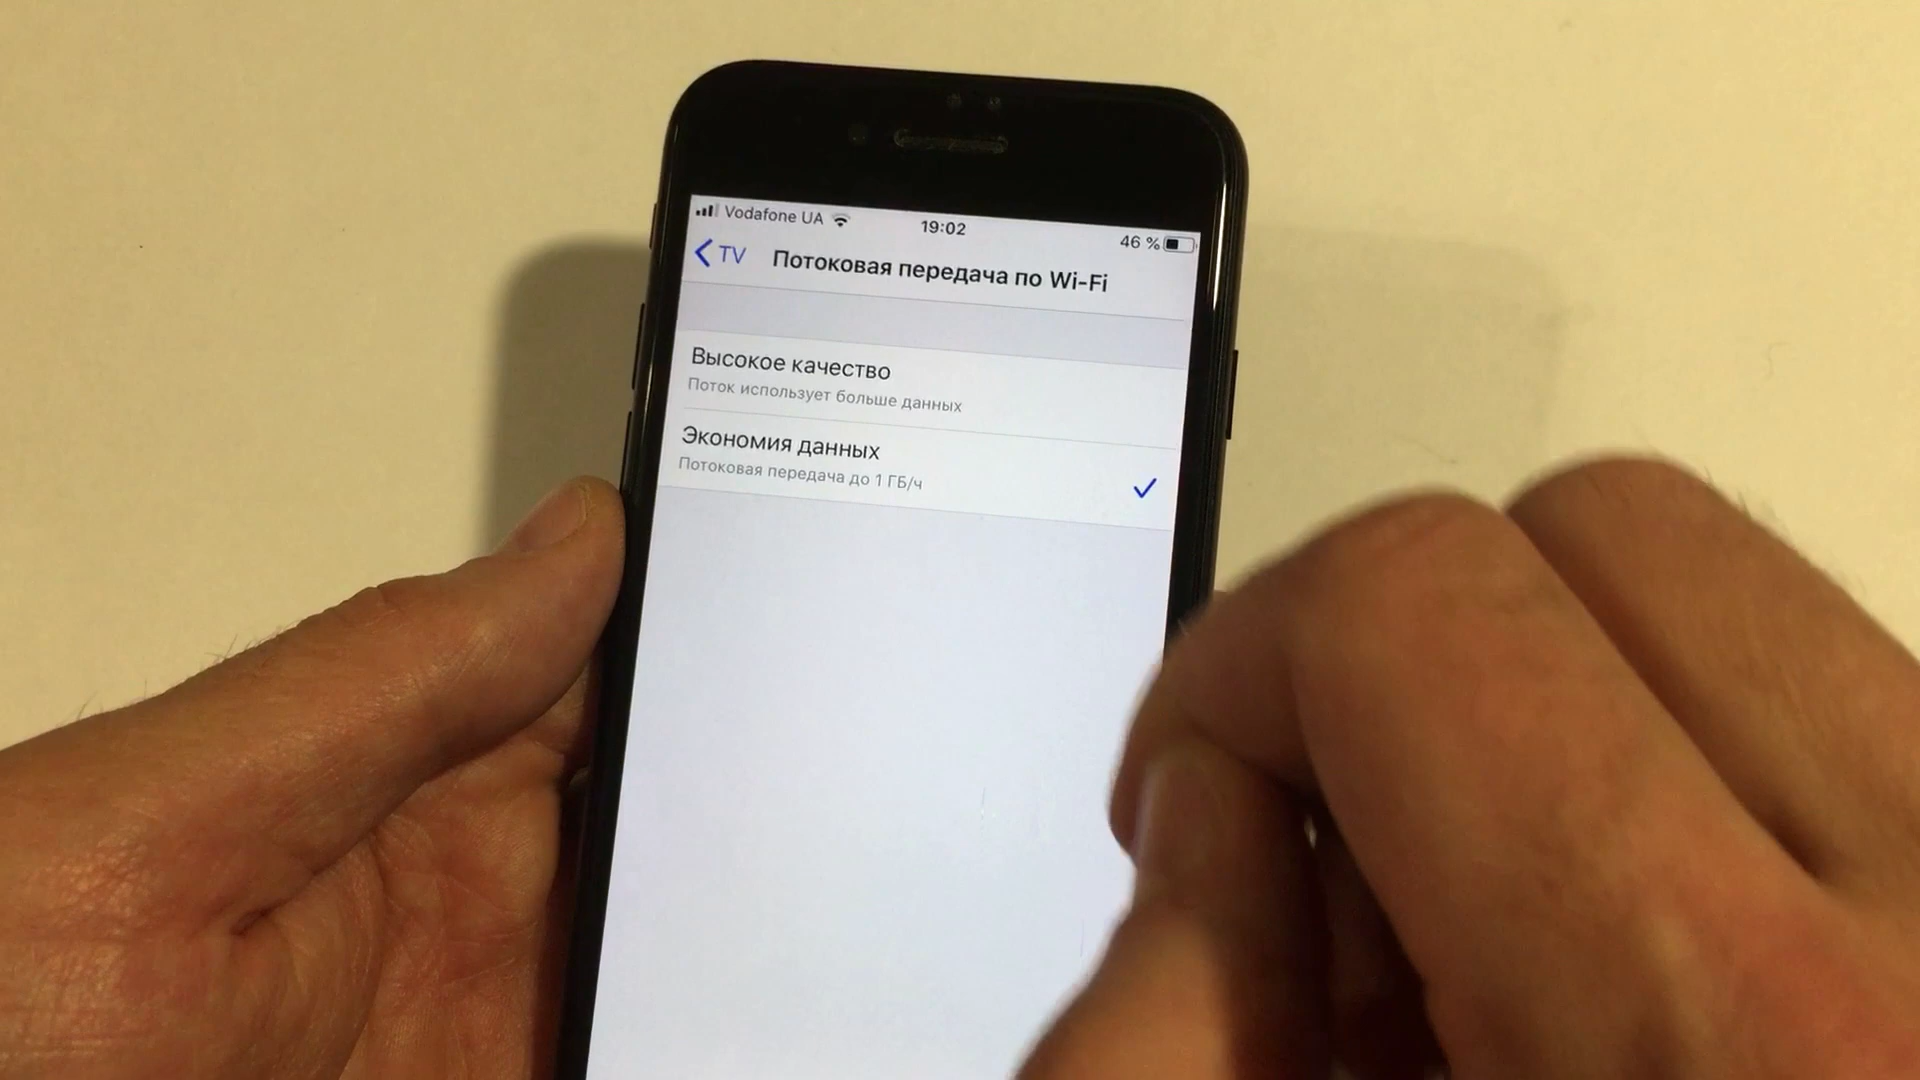 Vodafone UA 19:02 46 %
TV Потоковая передача по Wi-Fi
Высокое качество
Поток использует больше данных
Экономия данных
Потоковая передача до 1 ГБ/ч